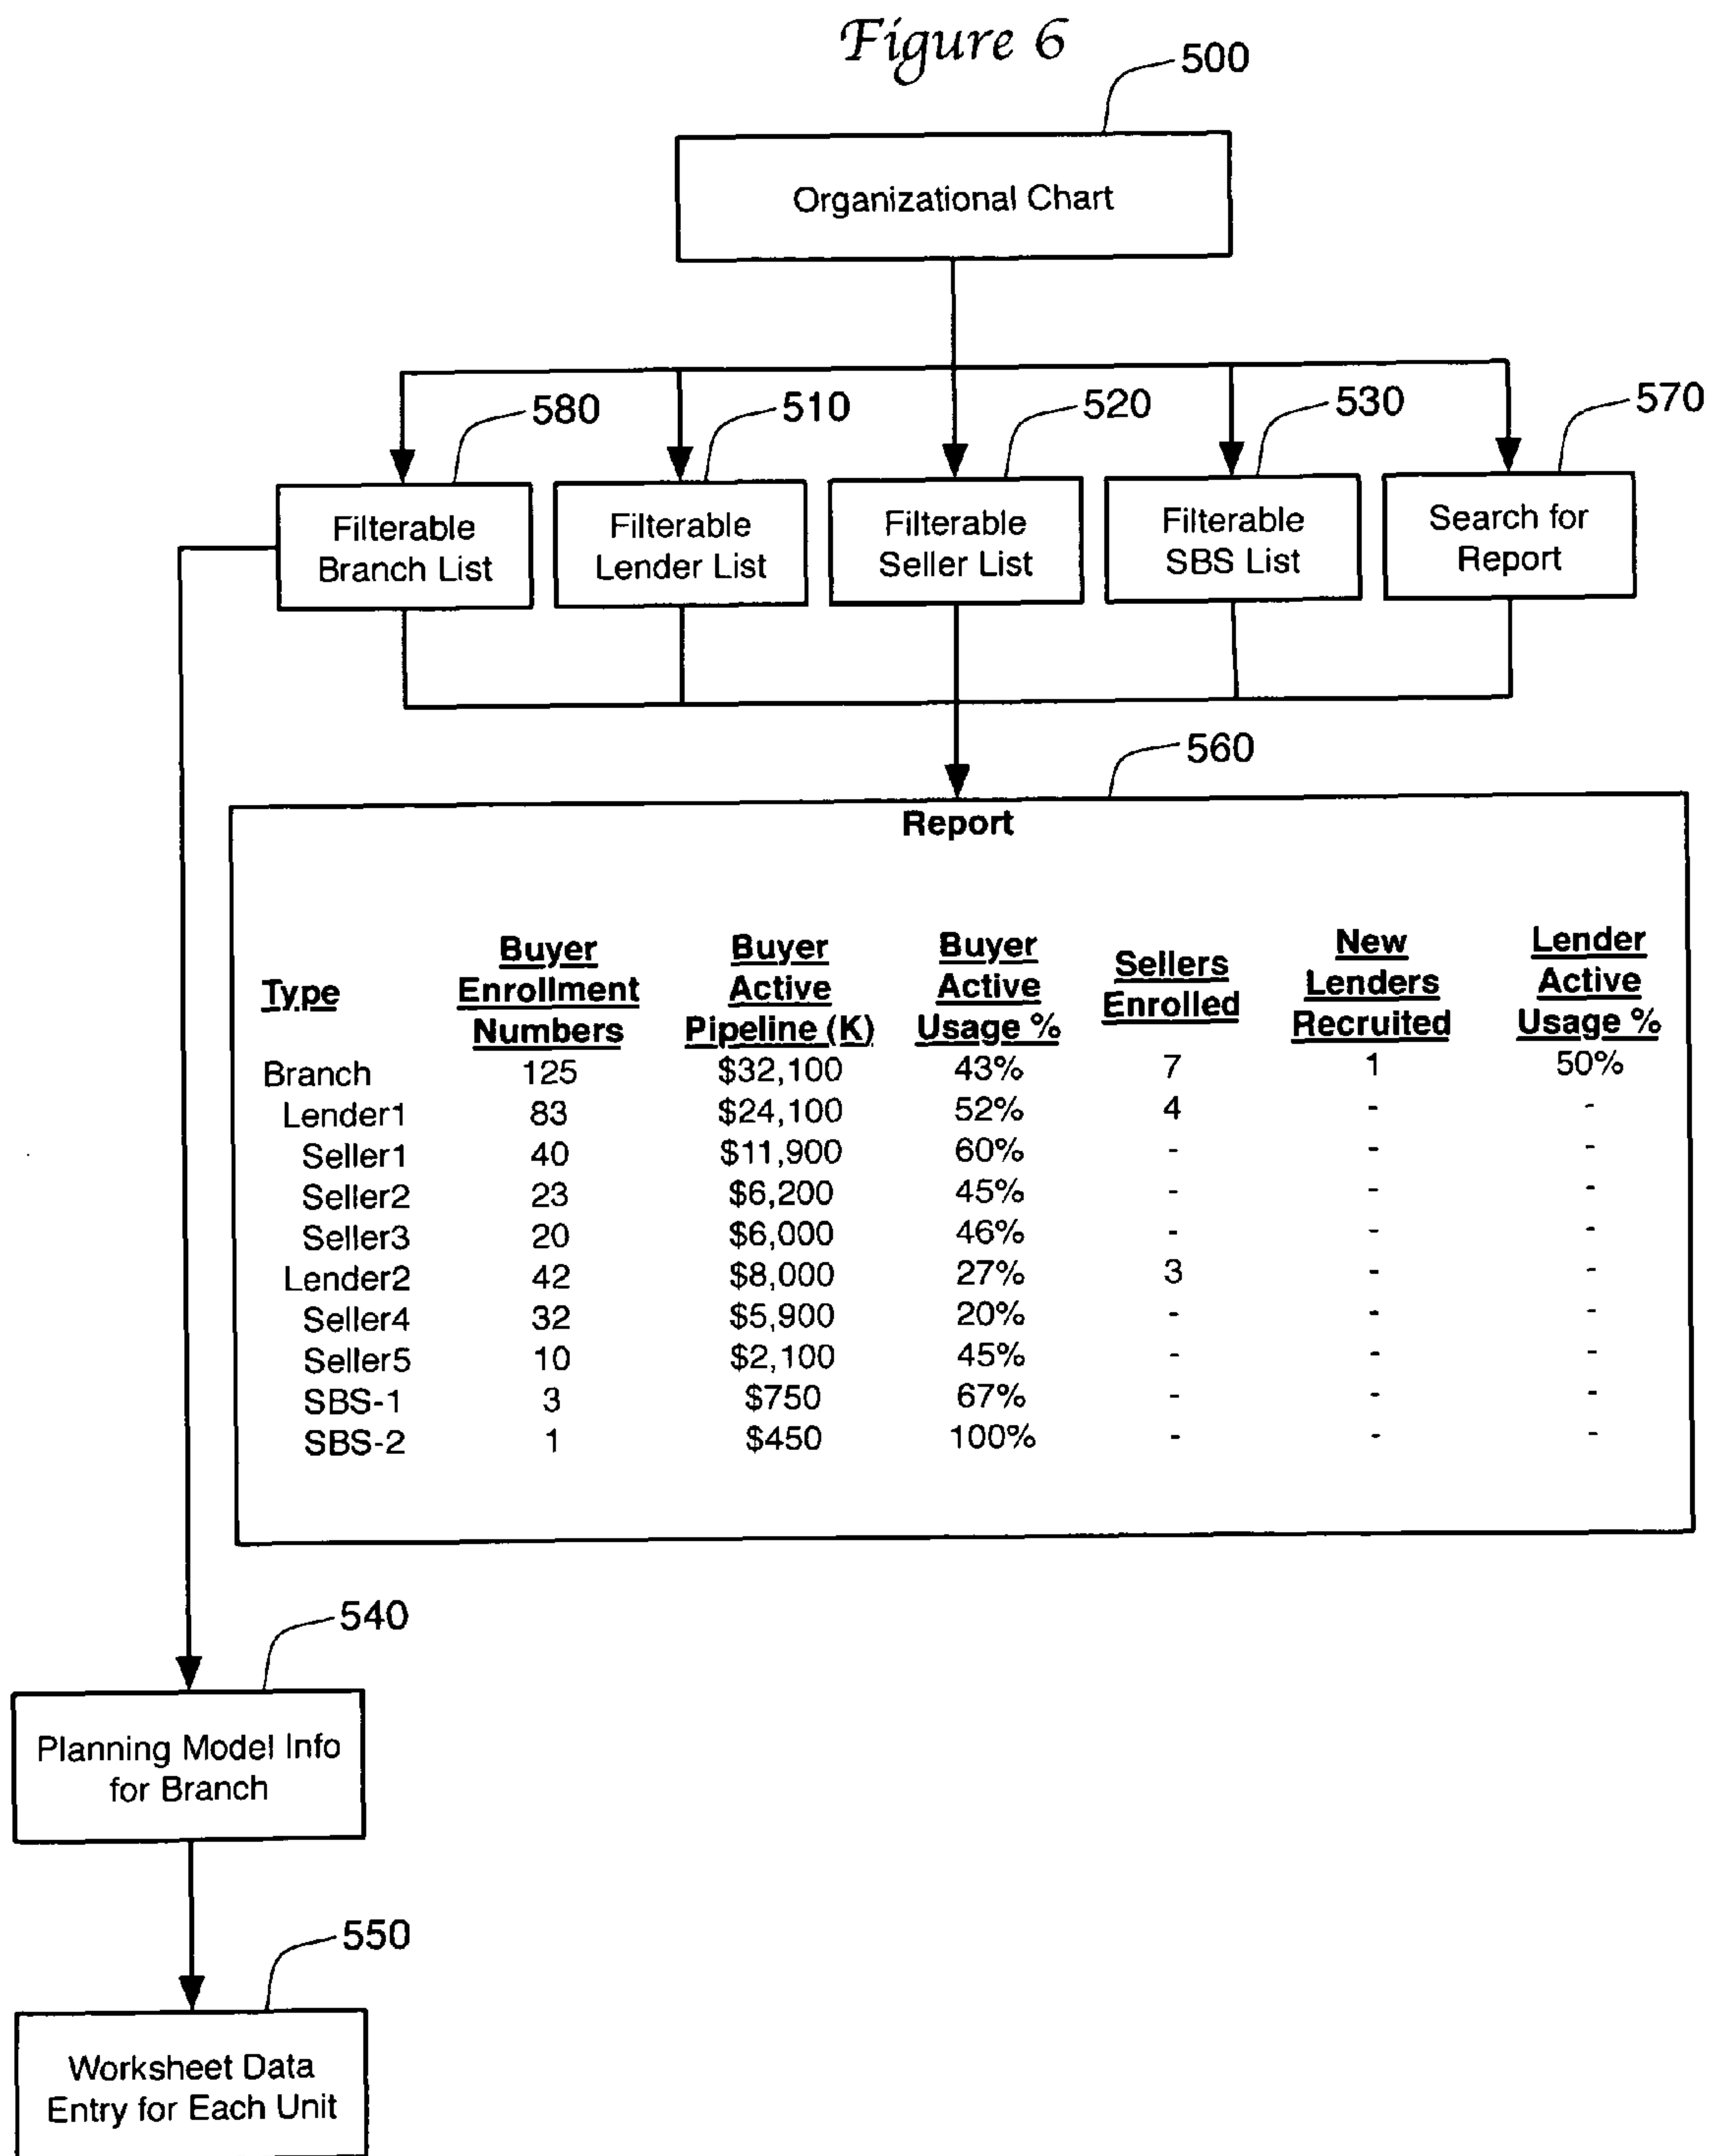 Figure 6
500
Organizational Chart
580
510
520
530
570
Filterable
Branch List
Filterable
Lender List
Filterable
Seller List
Filterable
SBS List
Search for
Report
560
Report
Type
Buyer
Enrollment
Numbers
Buyer
Active
Pipeline (K)
Buyer
Active
Usage %
Sellers
Enrolled
New
Lenders
Recruited
Lender
Active
Usage %
Branch 125 $32,100 43% 7 1 50%
Lender1 83 $24,100 52% 4 - -
Seller1 40 $11,900 60% - - -
Seller2 23 $6,200 45% - - -
Seller3 20 $6,000 46% - - -
Lender2 42 $8,000 27% 3 - -
Seller4 32 $5,900 20% - - -
Seller5 10 $2,100 45% - - -
SBS-1 3 $750 67% - - -
SBS-2 1 $450 100% - - -
540
Planning Model Info
for Branch
550
Worksheet Data
Entry for Each Unit